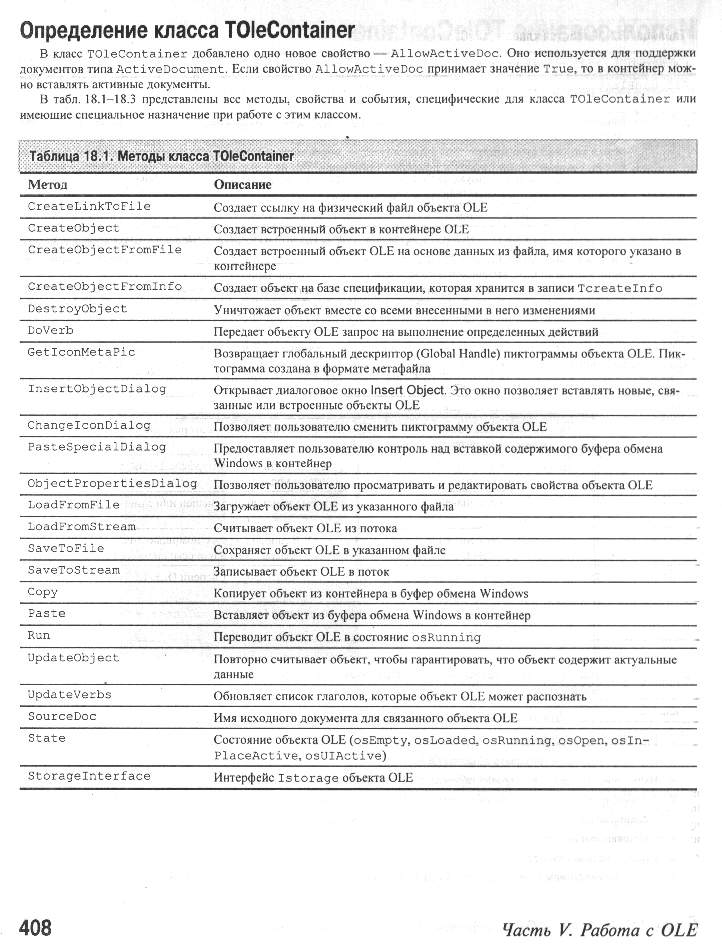 Определение класса TOleContainer
В класс TOleContainer добавлено одно новое свойство — AllowActiveDoc. Оно используется для поддержки
документов типа ActiveDocument. Если свойство AllowActiveDoc принимает значение True, то в контейнер мож-
но вставлять активные документы.
В табл. 18.1–18.3 представлены все методы, свойства и события, специфические для класса TOleContainer или
имеющие специальное назначение при работе с этим классом.
Таблица 18.1. Методы класса TOleContainer
Метод Описание
CreateLinkToFile Создает ссылку на физический файл объекта OLE
CreateObject Создает встроенный объект в контейнере OLE
CreateObjectFromFile Создает встроенный объект OLE на основе данных из файла, имя которого указано в
контейнере
CreateObjectFromInfo Создает объект на базе спецификации, которая хранится в записи TcreateInfo
DestroyObject Уничтожает объект вместе со всеми внесенными в него изменениями
DoVerb Передает объекту OLE запрос на выполнение определенных действий
GetIconMetaPic Возвращает глобальный дескриптор (Global Handle) пиктограммы объекта OLE. Пик-
тограмма создана в формате метафайла
InsertObjectDialog Открывает диалоговое окно Insert Object. Это окно позволяет вставлять новые, свя-
занные или встроенные объекты OLE
ChangeIconDialog Позволяет пользователю сменить пиктограмму объекта OLE
PasteSpecialDialog Предоставляет пользователю контроль над вставкой содержимого буфера обмена
Windows в контейнер
ObjectPropertiesDialog Позволяет пользователю просматривать и редактировать свойства объекта OLE
LoadFromFile Загружает объект OLE из указанного файла
LoadFromStream Считывает объект OLE из потока
SaveToFile Сохраняет объект OLE в указанном файле
SaveToStream Записывает объект OLE в поток
Copy Копирует объект из контейнера в буфер обмена Windows
Paste Вставляет объект из буфера обмена Windows в контейнер
Run Переводит объект OLE в состояние osRunning
UpdateObject Повторно считывает объект, чтобы гарантировать, что объект содержит актуальные
данные
UpdateVerbs Обновляет список глаголов, которые объект OLE может распознать
SourceDoc Имя исходного документа для связанного объекта OLE
State Состояние объекта OLE (osEmpty, osLoaded, osRunning, osOpen, osIn-
PlaceActive, osUIActive)
StorageInterface Интерфейс Istorage объекта OLE
408 Часть V. Работа с OLE